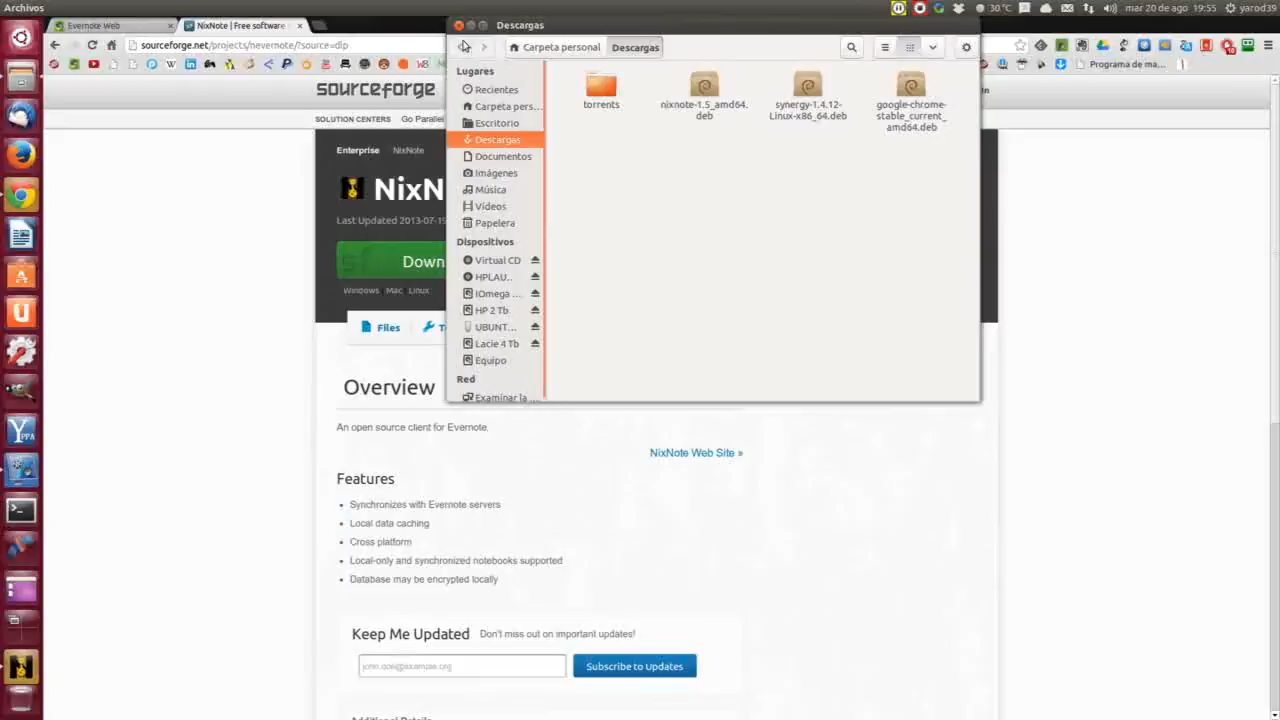 Archivos
30 °C
mar 20 de ago
19:55
yarod39
Evernote Web
NixNote | Free software
Descargas
sourceforge.net/projects/nevernote/?source=dlp
Carpeta personal
Descargas
Programa de ma...
sourceforge
SOLUTION CENTERS
Go Parallel
Enterprise
NixNote
NixN
Last Updated 2013-07-19
Down
Windows
Mac
Linux
Files
Lugares
Recientes
Carpeta pers...
Escritorio
Descargas
Documentos
Imágenes
Música
Vídeos
Papelera
Dispositivos
Virtual CD
HPLAU...
IOmega ...
HP 2 Tb
UBUNT...
Lacie 4 Tb
Equipo
Red
Examinar la ...
torrents
nixnote-1.5_amd64.
deb
synergy-1.4.12-
Linux-x86_64.deb
google-chrome-
stable_current_
amd64.deb
Overview
An open source client for Evernote.
NixNote Web Site »
Features
Synchronizes with Evernote servers
Local data caching
Cross platform
Local-only and synchronized notebooks supported
Database may be encrypted locally
Keep Me Updated
Don't miss out on important updates!
john.doe@example.org
Subscribe to Updates